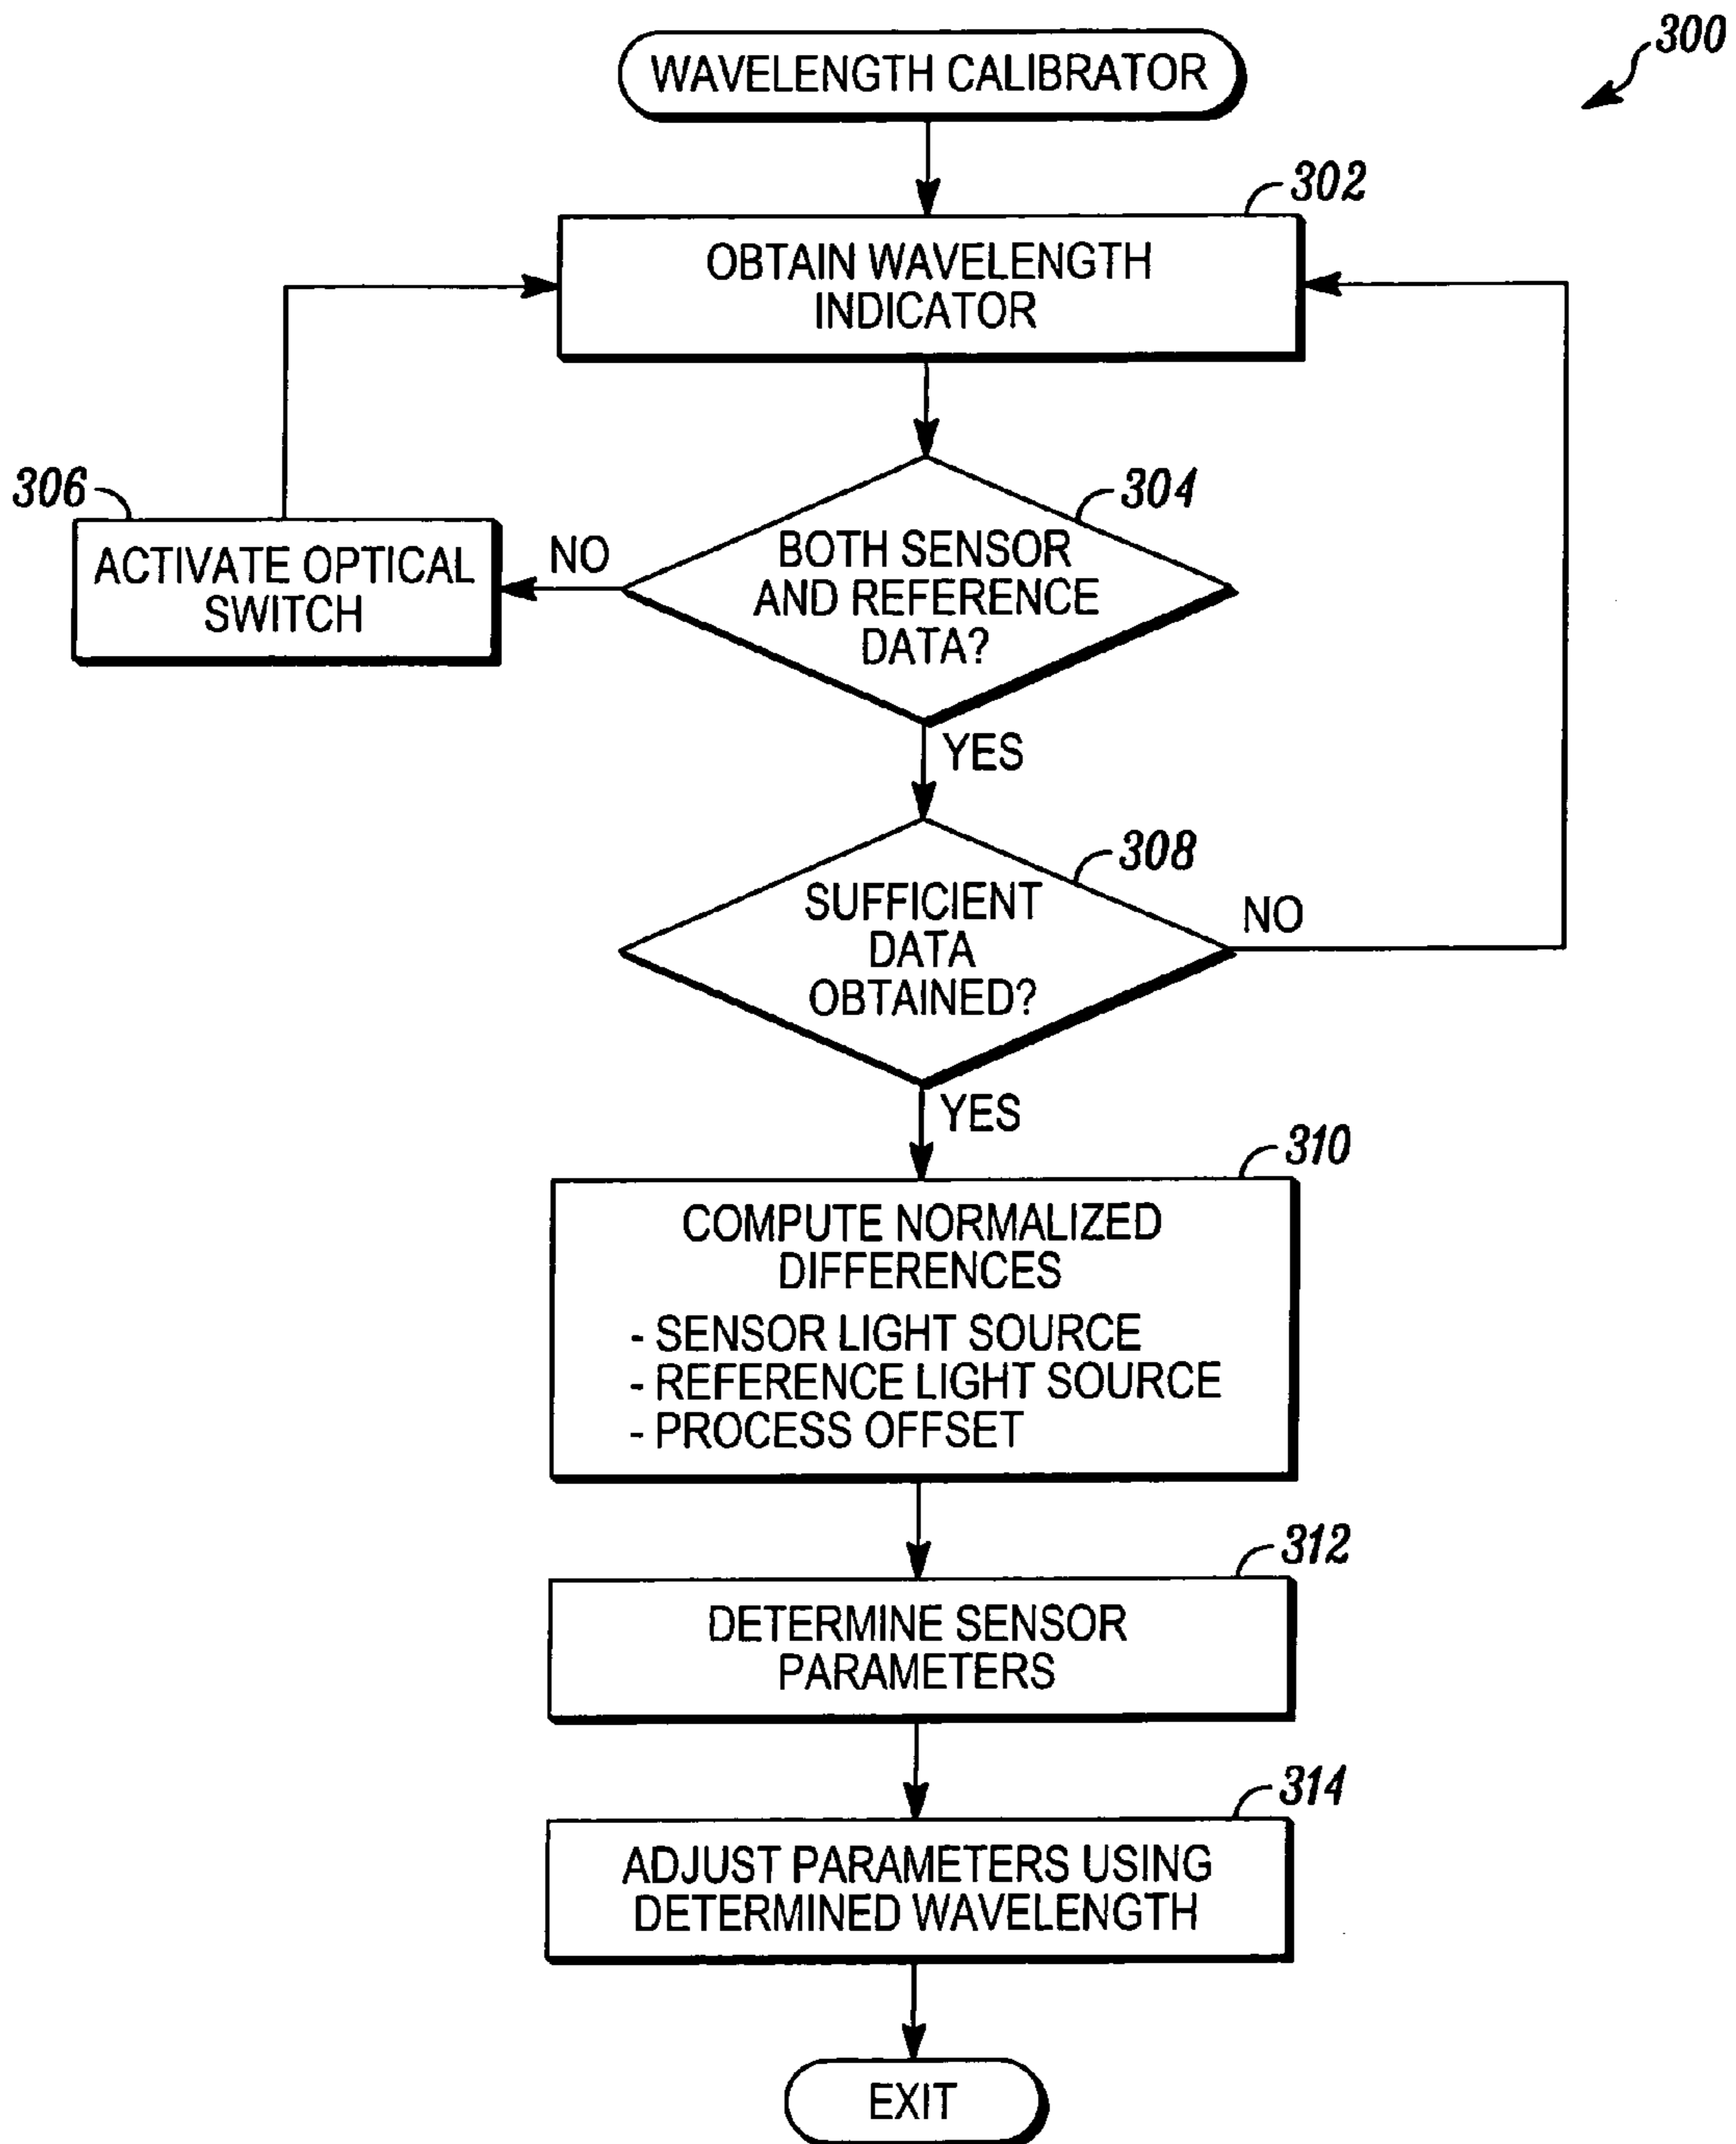 300
WAVELENGTH CALIBRATOR
302
OBTAIN WAVELENGTH
INDICATOR
304
BOTH SENSOR
AND REFERENCE
DATA?
NO
306
ACTIVATE OPTICAL
SWITCH
YES
308
SUFFICIENT
DATA
OBTAINED?
NO
YES
310
COMPUTE NORMALIZED
DIFFERENCES
- SENSOR LIGHT SOURCE
- REFERENCE LIGHT SOURCE
- PROCESS OFFSET
312
DETERMINE SENSOR
PARAMETERS
314
ADJUST PARAMETERS USING
DETERMINED WAVELENGTH
EXIT